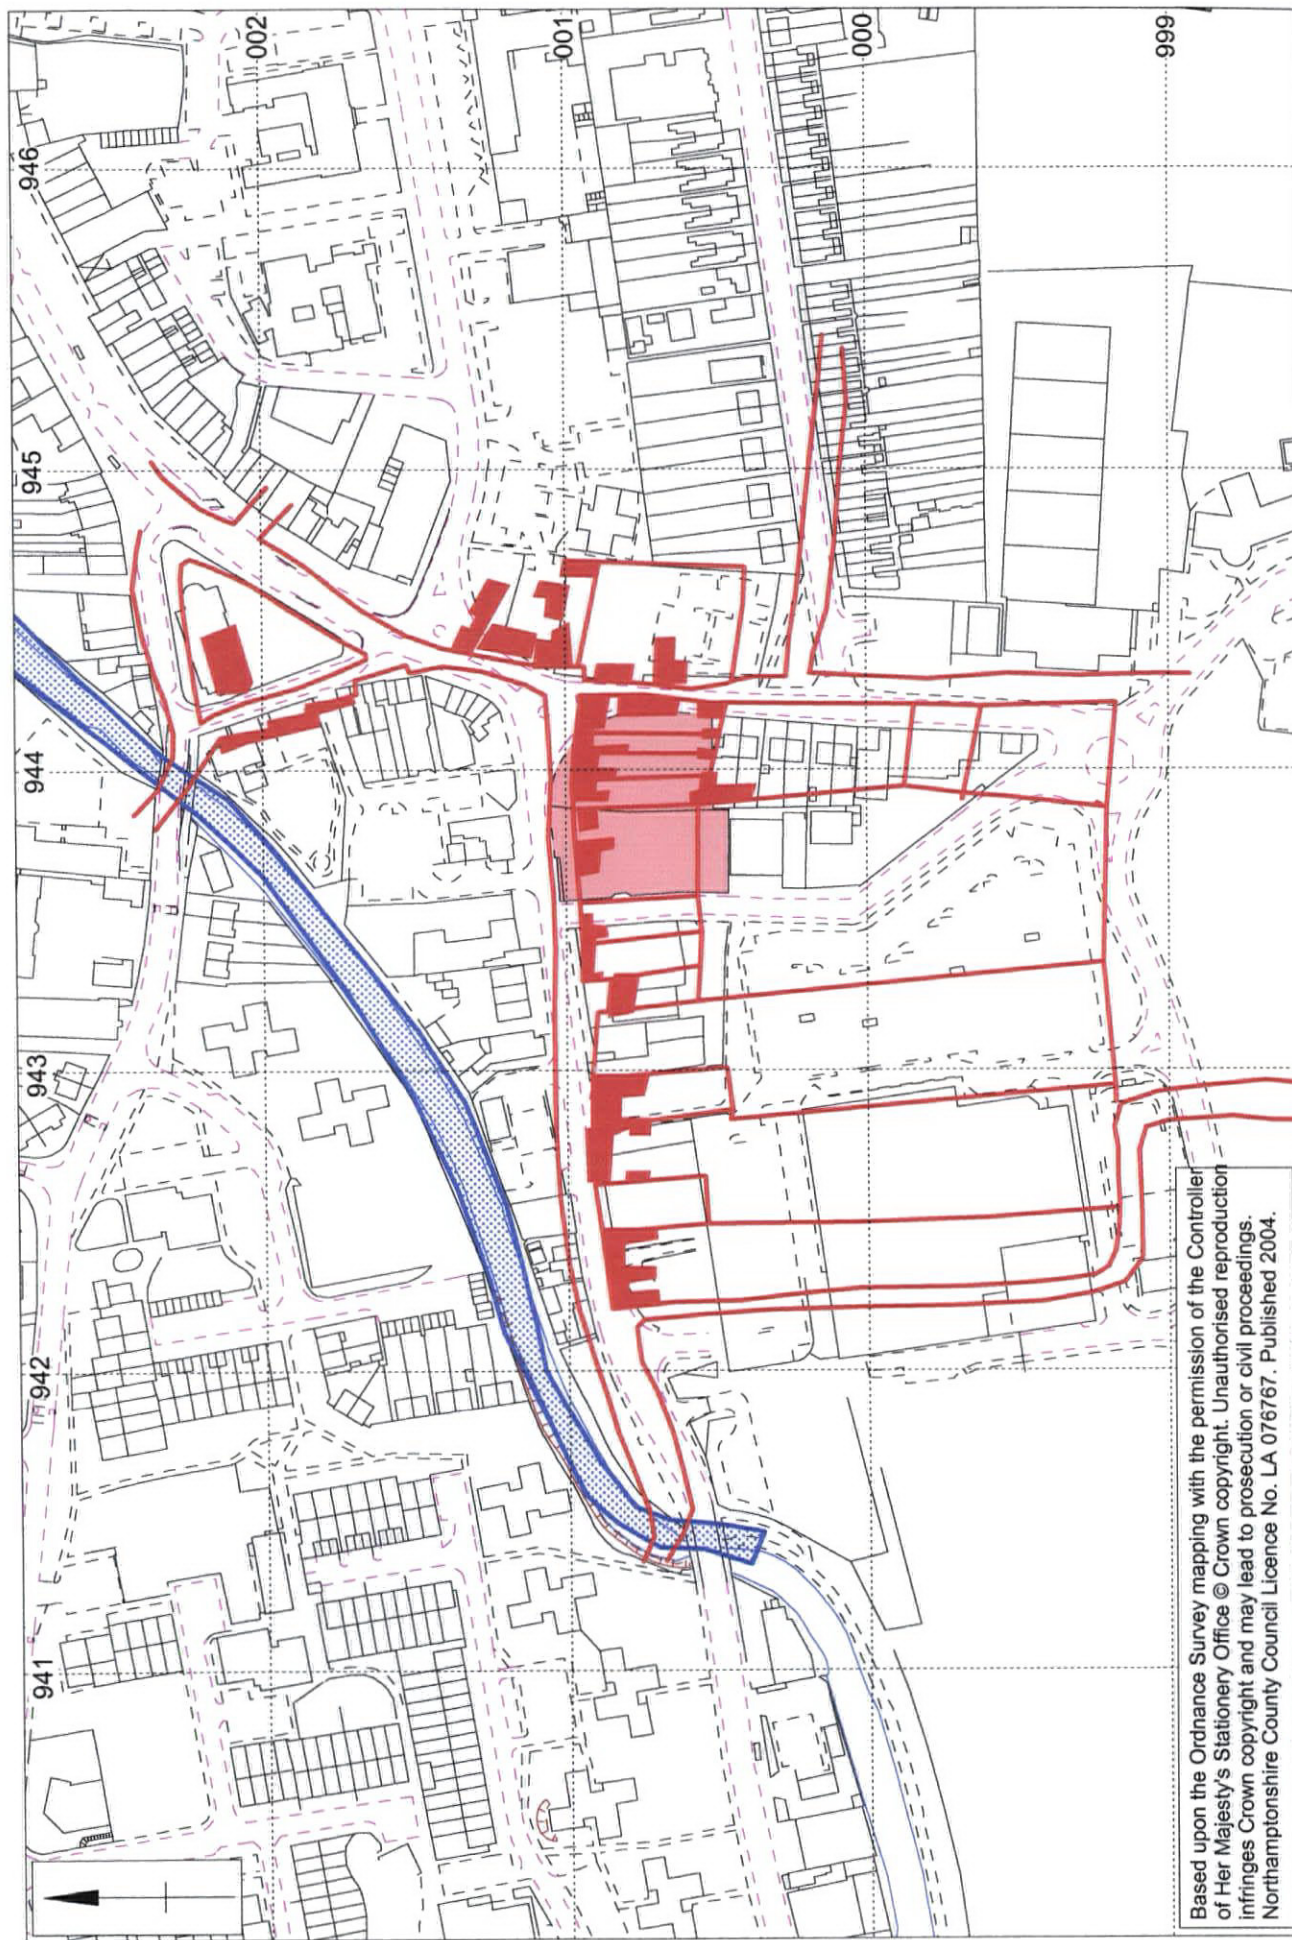 946
945
944
943
942
941
002
001
000
999
Based upon the Ordnance Survey mapping with the permission of the Controller
of Her Majesty's Stationery Office © Crown copyright. Unauthorised reproduction
infringes Crown copyright and may lead to prosecution or civil proceedings.
Northamptonshire County Council Licence No. LA 076767. Published 2004.